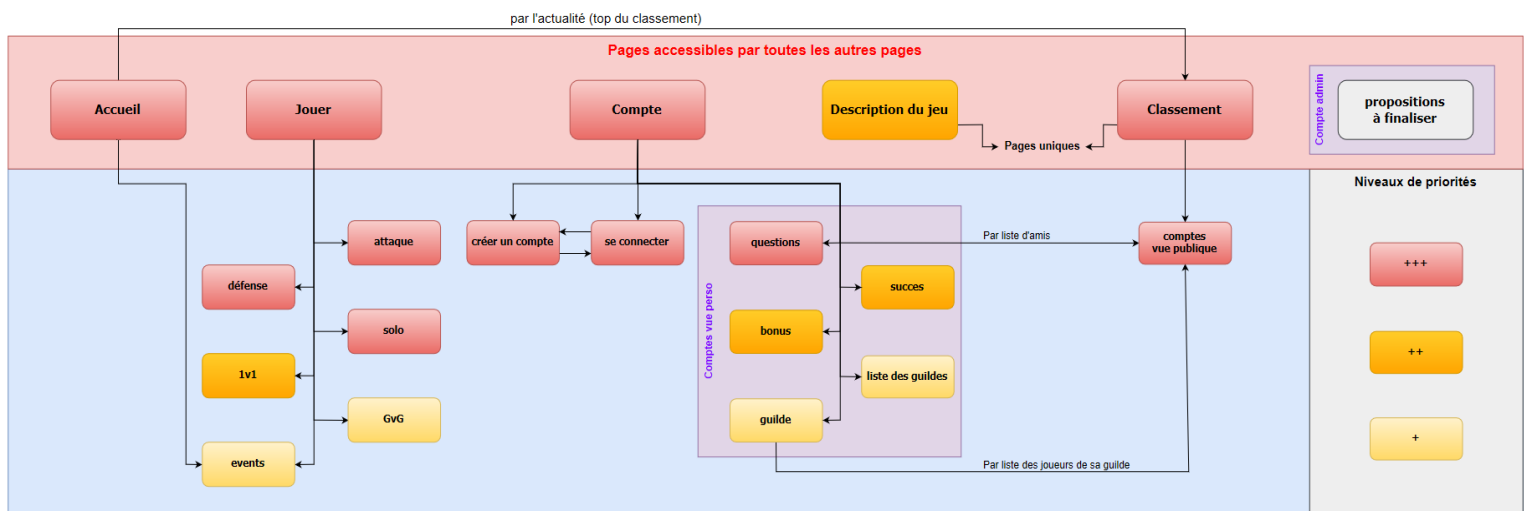 par l'actualité (top du classement)
Pages accessibles par toutes les autres pages
Accueil
Jouer
Compte
Description du jeu
Classement
Compte admin
propositions
à finaliser
Pages uniques
Niveaux de priorités
attaque
créer un compte
se connecter
questions
Par liste d'amis
comptes
vue publique
défense
succes
+++
solo
bonus
Comptes vue perso
1v1
liste des guildes
++
GvG
guilde
events
Par liste des joueurs de sa guilde
+